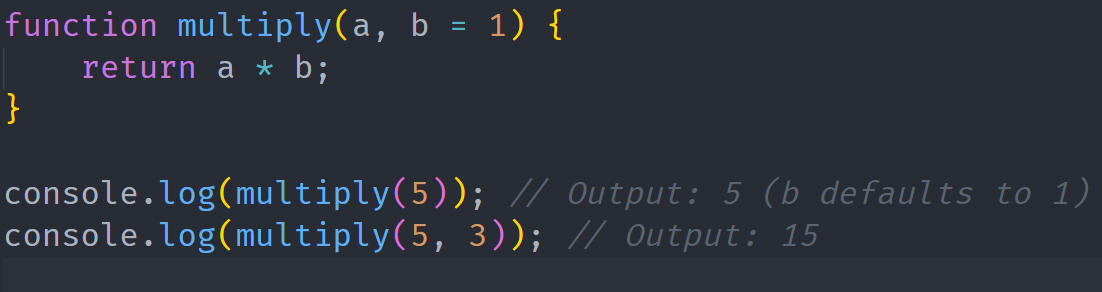 function multiply(a, b = 1) {
    return a * b;
}

console.log(multiply(5)); // Output: 5 (b defaults to 1)
console.log(multiply(5, 3)); // Output: 15